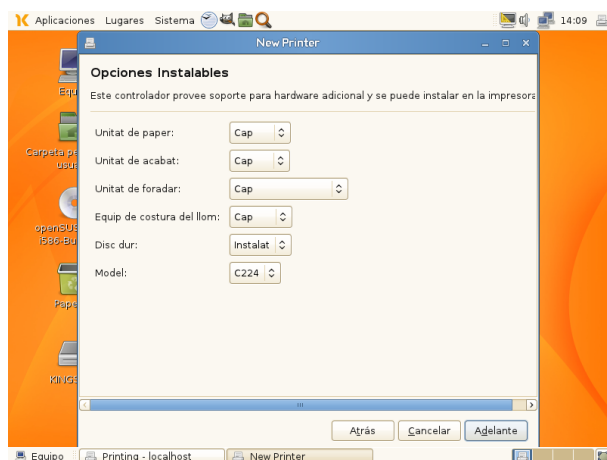 Aplicaciones Lugares Sistema 14:09
New Printer
Opciones Instalables
Este controlador provee soporte para hardware adicional y se puede instalar en la impresora
Unitat de paper: Cap
Unitat de acabat: Cap
Unitat de foradar: Cap
Equip de costura del llom: Cap
Disc dur: Instalat
Model: C224
Equ
Carpeta pe
usua
openSUS
i586-Bu
Pape
KINGS
Atrás Cancelar Adelante
Equipo Printing - localhost New Printer